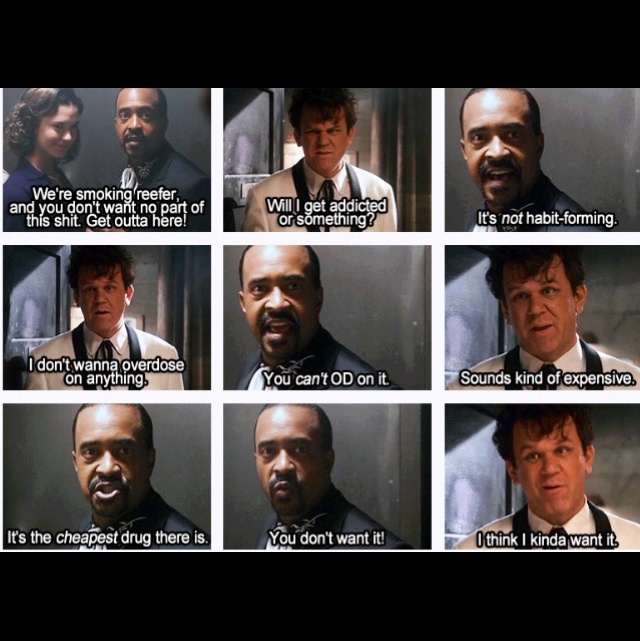 We're smoking reefer,
and you don't want no part of
this shit. Get outta here!
Will I get addicted
or something?
It's not habit-forming.
I don't wanna overdose
on anything.
You can't OD on it.
Sounds kind of expensive.
It's the cheapest drug there is.
You don't want it!
I think I kinda want it.